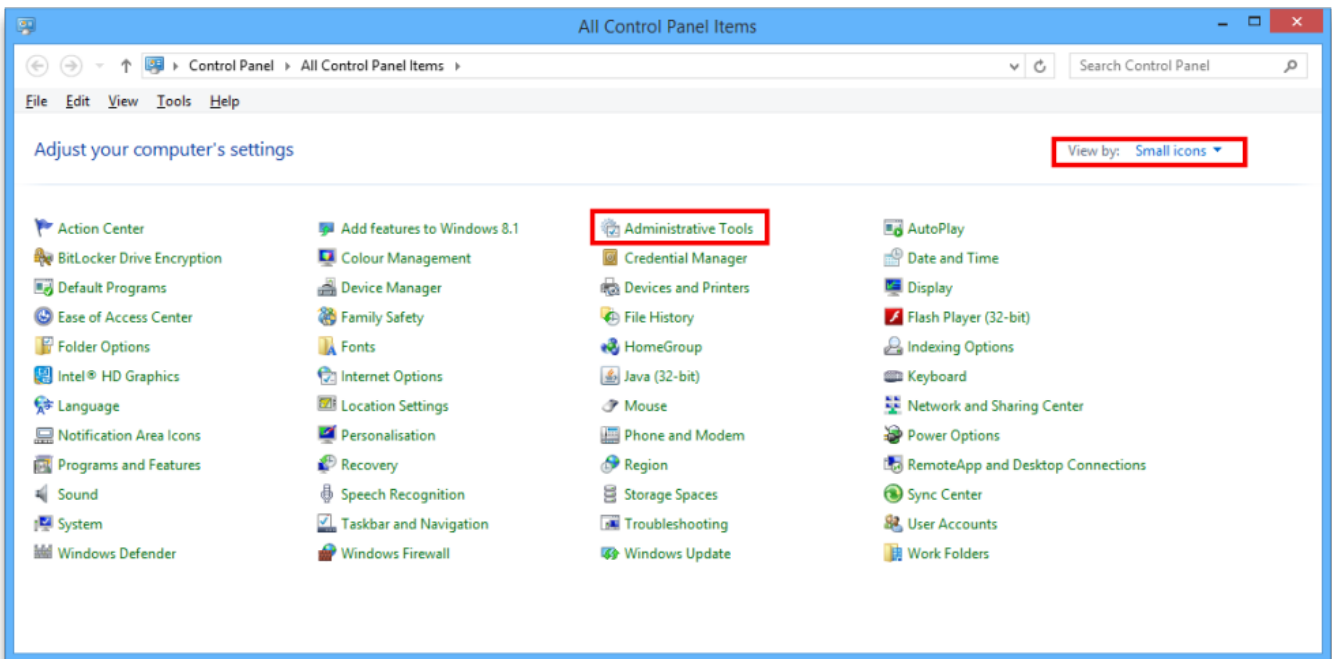 All Control Panel Items
Control Panel All Control Panel Items Search Control Panel
File Edit View Tools Help
Adjust your computer's settings View by: Small icons
Action Center Add features to Windows 8.1 Administrative Tools AutoPlay
BitLocker Drive Encryption Colour Management Credential Manager Date and Time
Default Programs Device Manager Devices and Printers Display
Ease of Access Center Family Safety File History Flash Player (32-bit)
Folder Options Fonts HomeGroup Indexing Options
Intel® HD Graphics Internet Options Java (32-bit) Keyboard
Language Location Settings Mouse Network and Sharing Center
Notification Area Icons Personalisation Phone and Modem Power Options
Programs and Features Recovery Region RemoteApp and Desktop Connections
Sound Speech Recognition Storage Spaces Sync Center
System Taskbar and Navigation Troubleshooting User Accounts
Windows Defender Windows Firewall Windows Update Work Folders